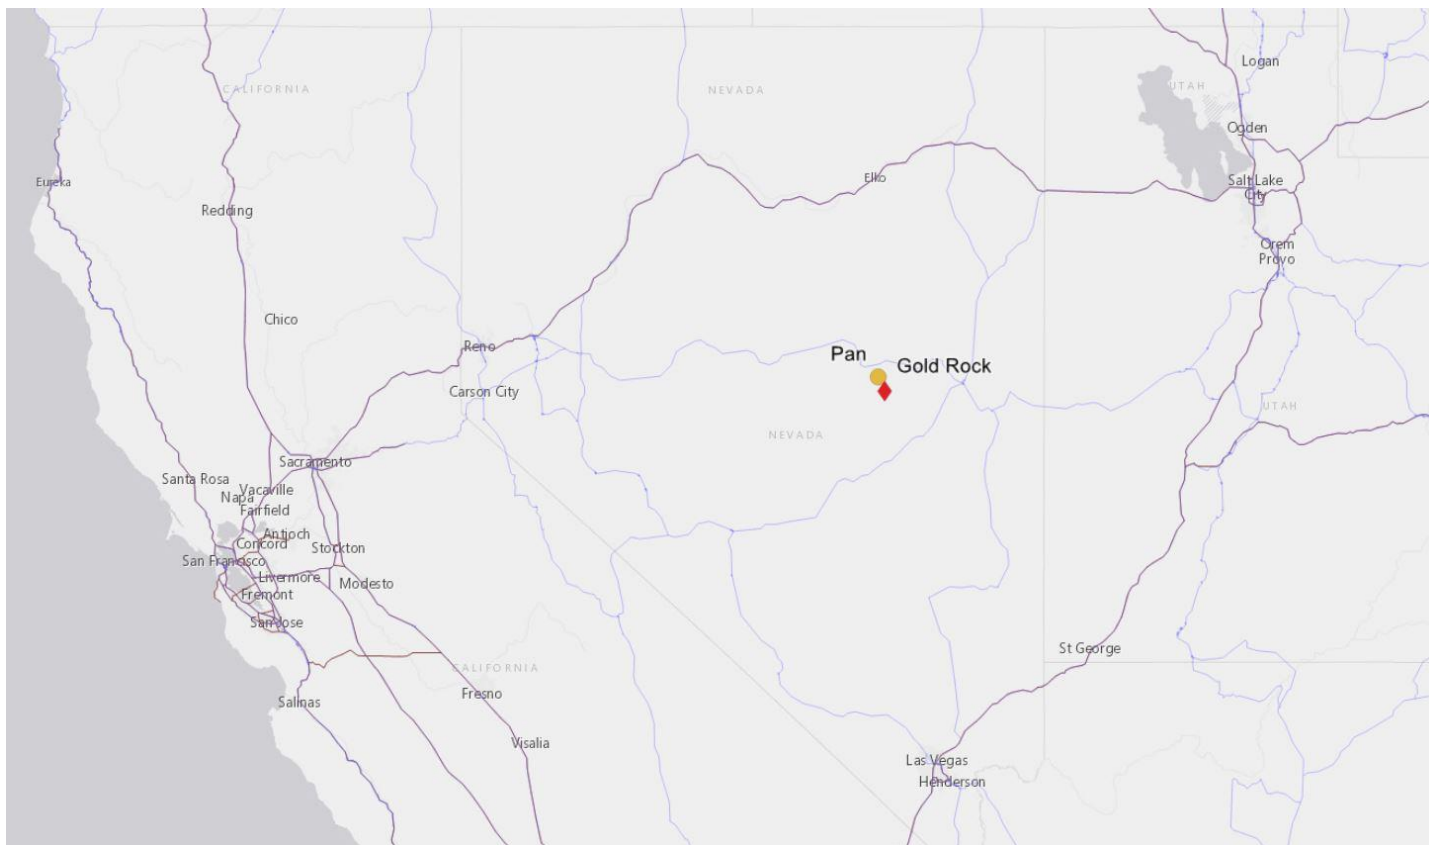 Logan
CALIFORNIA
NEVADA
UTAH
Ogden
Eureka
Elko
Salt Lake
City
Redding
Orem
Provo
Chico
Reno
Pan
Gold Rock
Carson City
UTAH
NEVADA
Sacramento
Santa Rosa
Vacaville
Napa
Fairfield
Antioch
Concord
Stockton
San Francisco
Livermore
Modesto
Fremont
San Jose
St George
CALIFORNIA
Fresno
Salinas
Visalia
Las Vegas
Henderson